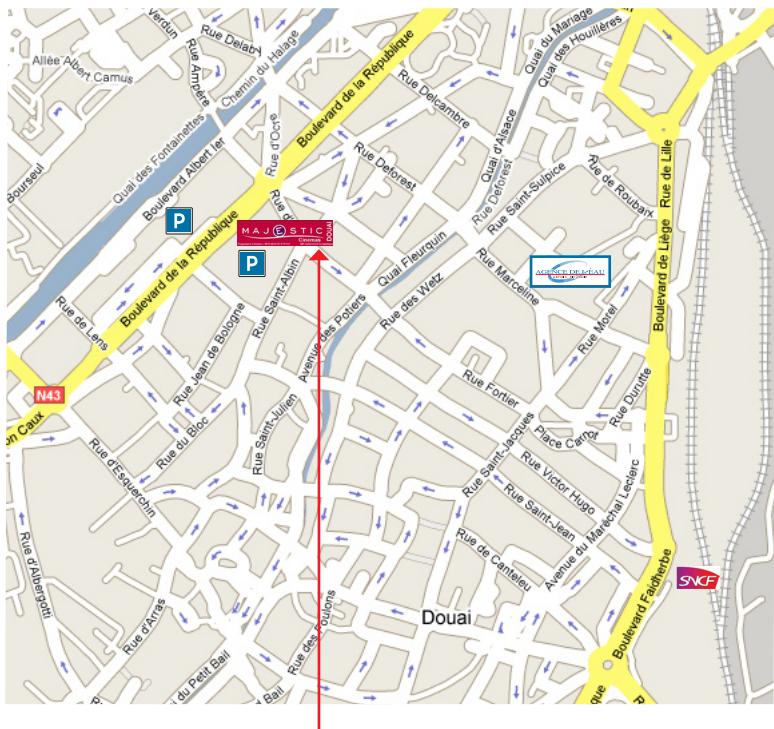 Verdun
Rue Delab
Allée Albert Camus
Rue Ampère
Chemin du Halage
Boulevard de la République
Quai du Mariage
Quai des Houillères
Rue Delcambre
Quai des Fontainettes
Boulevard Albert Ier
Rue d'Ocre
Quai d'Alsace
Rue Deforest
Rue Deforest
Rue Saint-Sulpice
Rue de Lille
Rue de Roubaix
Bourseul
P
Boulevard de la République
Rue d'
MAJESTIC
Cinémas
DOUAI
P
Quai Fleurquin
Rue Marceline
AGENCE DE L'EAU
Boulevard de Liège
Rue de Lens
Rue Saint-Albin
Rue des Wetz
Avenue des Potiers
Rue Jean de Bologne
Rue Morel
N43
on Caux
Rue Fortier
Rue Durutte
Rue du Bloc
Rue Saint-Julien
Place Carnot
Rue Saint-Jacques
Rue d'Esquerchin
Rue Victor Hugo
Rue Saint-Jean
Avenue du Maréchal Leclerc
Rue de Canteleu
Rue d'Albergotti
SNCF
Boulevard Faidherbe
Douai
Rue d'Arras
Rue des Foulons
i du Petit Bail
Bail
que
R